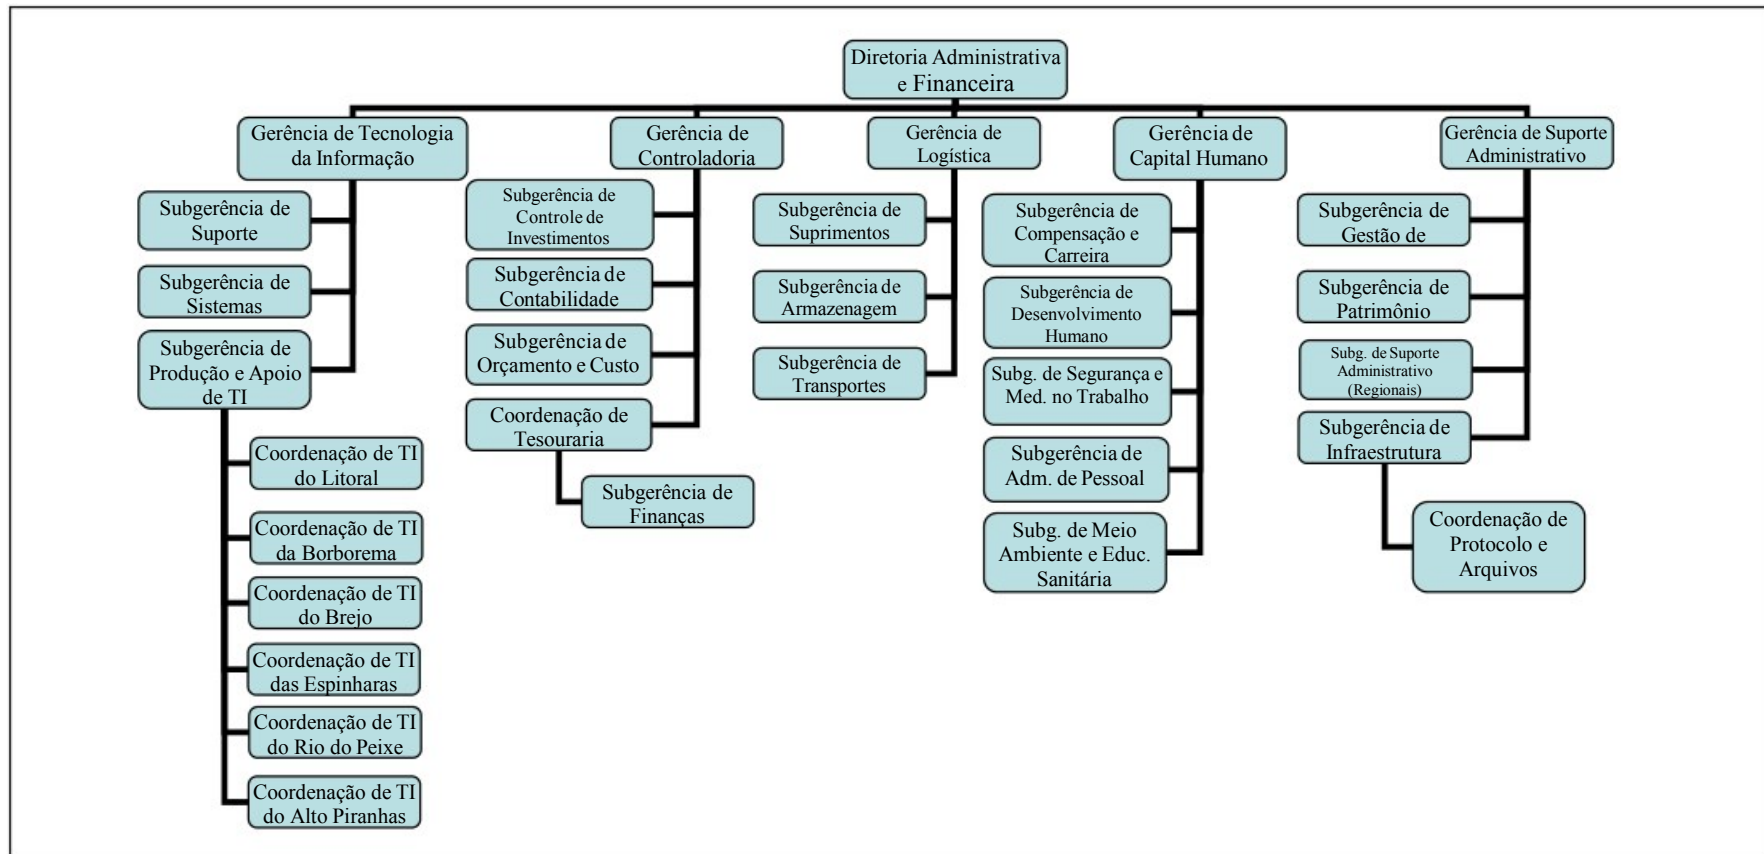 Diretoria Administrativa
e Financeira
Gerência de Tecnologia
da Informação
Gerência de
Controladoria
Gerência de
Logística
Gerência de
Capital Humano
Gerência de Suporte
Administrativo
Subgerência de
Suporte
Subgerência de
Sistemas
Subgerência de
Produção e Apoio
de TI
Coordenação de TI
do Litoral
Coordenação de TI
da Borborema
Coordenação de TI
do Brejo
Coordenação de TI
das Espinharas
Coordenação de TI
do Rio do Peixe
Coordenação de TI
do Alto Piranhas
Subgerência de
Controle de
Investimentos
Subgerência de
Contabilidade
Subgerência de
Orçamento e Custo
Coordenação de
Tesouraria
Subgerência de
Finanças
Subgerência de
Suprimentos
Subgerência de
Armazenagem
Subgerência de
Transportes
Subgerência de
Compensação e
Carreira
Subgerência de
Desenvolvimento
Humano
Subg. de Segurança e
Med. no Trabalho
Subgerência de
Adm. de Pessoal
Subg. de Meio
Ambiente e Educ.
Sanitária
Subgerência de
Gestão de
Subgerência de
Patrimônio
Subg. de Suporte
Administrativo
(Regionais)
Subgerência de
Infraestrutura
Coordenação de
Protocolo e
Arquivos